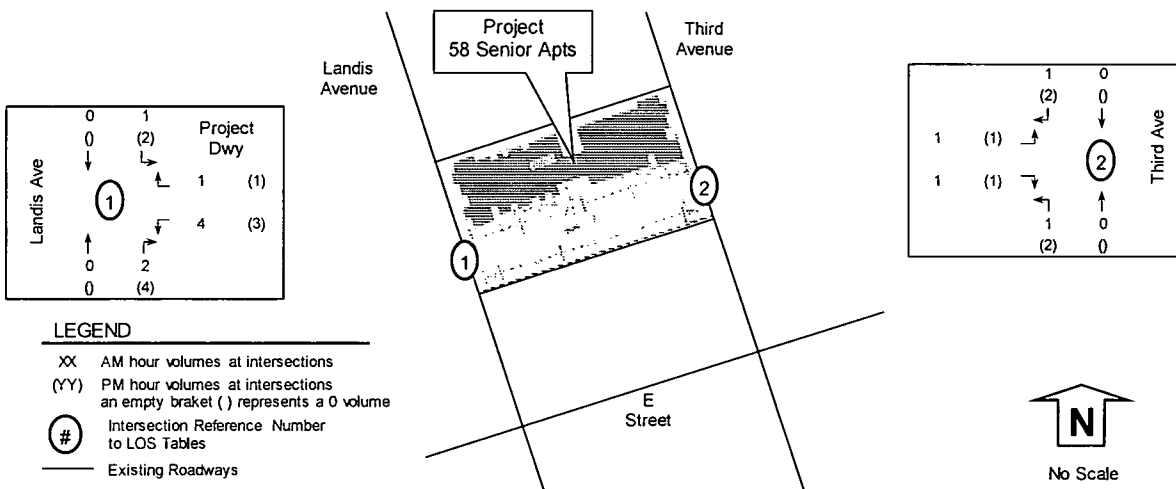 Project
58 Senior Apts
Third
Avenue
Landis
Avenue
0 1
() (2)
Project
Dwy
Landis Ave
1
1 (1)
4 (3)
0 2
() (4)
1 0
(2) ()
1 (1)
1 (1)
2
Third Ave
1 0
(2) ()
1
2
E
Street
LEGEND
XX AM hour volumes at intersections
(YY) PM hour volumes at intersections
an empty braket ( ) represents a 0 volume
# Intersection Reference Number
to LOS Tables
Existing Roadways
N
No Scale